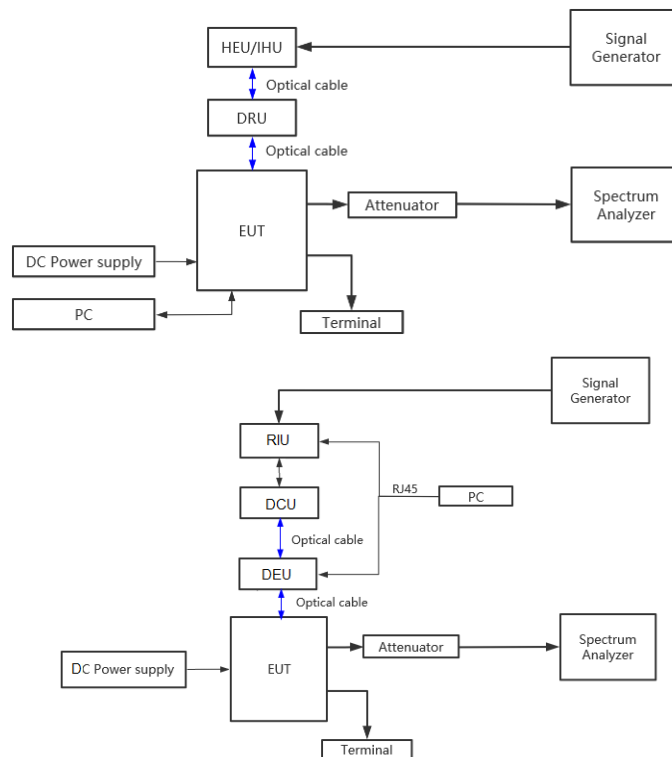 HEU/IHU
Signal
Generator
Optical cable
DRU
Optical cable
EUT
Attenuator
Spectrum
Analyzer
DC Power supply
PC
Terminal
Signal
Generator
RIU
RJ45
PC
DCU
Optical cable
DEU
Optical cable
EUT
Attenuator
Spectrum
Analyzer
DC Power supply
Terminal